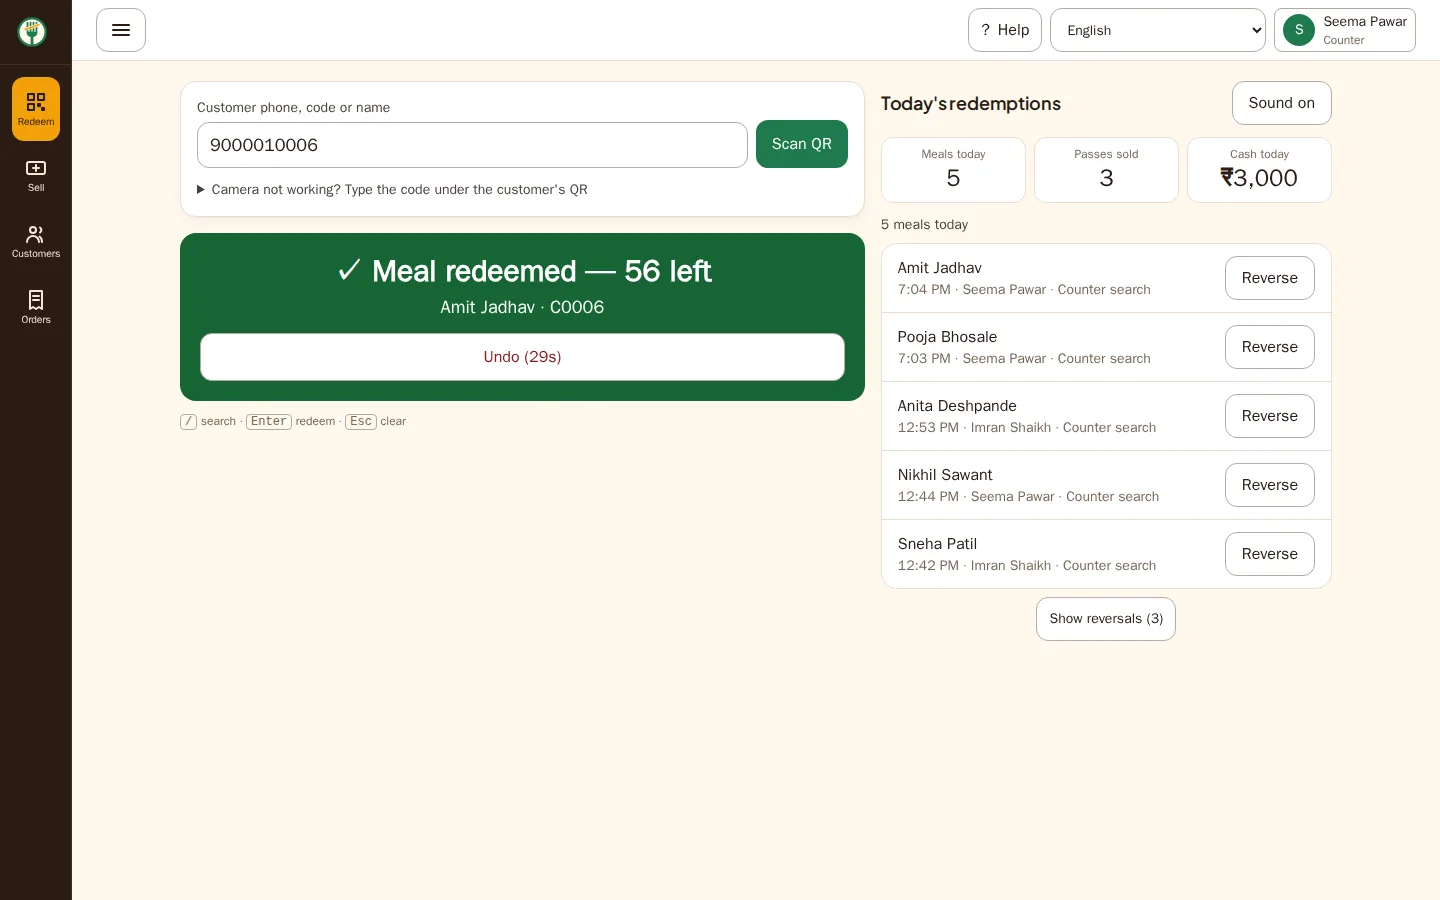 ? Help
English
S
Seema Pawar
Counter
Redeem
Sell
Customers
Orders
Customer phone, code or name
9000010006
Scan QR
Camera not working? Type the code under the customer's QR
✓ Meal redeemed — 56 left
Amit Jadhav · C0006
Undo (29s)
/ search · Enter redeem · Esc clear
Today's redemptions
Sound on
Meals today
5
Passes sold
3
Cash today
₹3,000
5 meals today
Amit Jadhav
7:04 PM · Seema Pawar · Counter search
Reverse
Pooja Bhosale
7:03 PM · Seema Pawar · Counter search
Reverse
Anita Deshpande
12:53 PM · Imran Shaikh · Counter search
Reverse
Nikhil Sawant
12:44 PM · Seema Pawar · Counter search
Reverse
Sneha Patil
12:42 PM · Imran Shaikh · Counter search
Reverse
Show reversals (3)